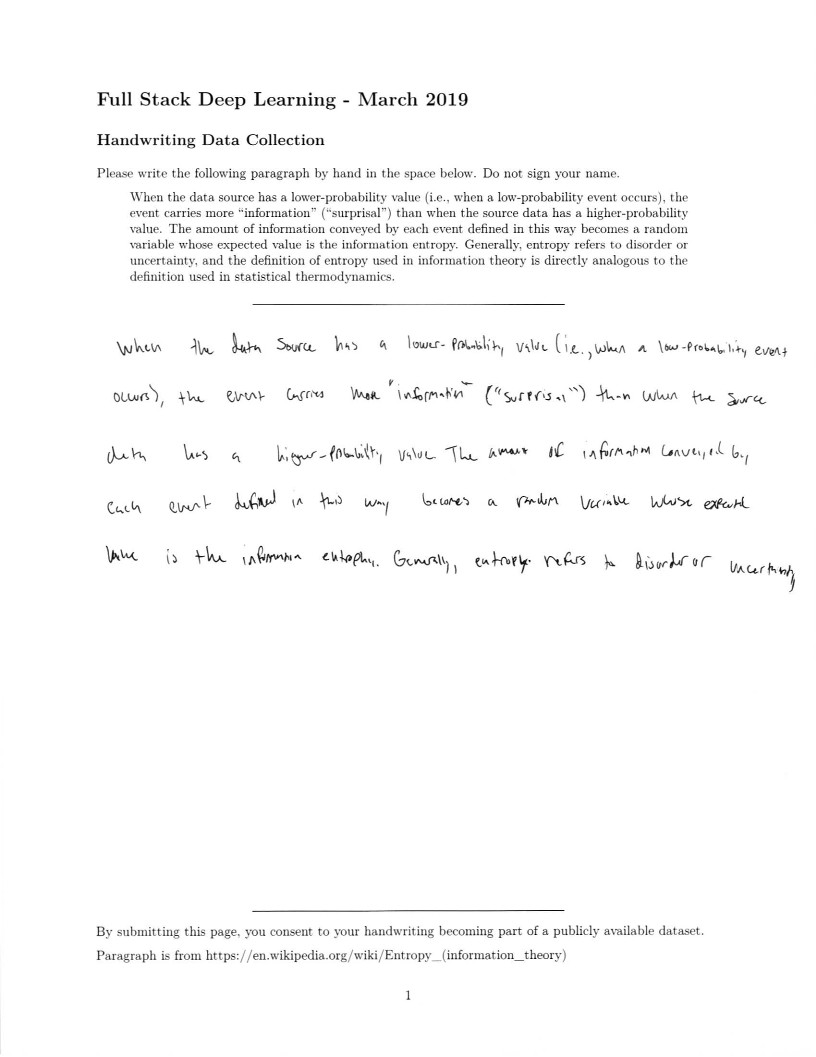 Full Stack Deep Learning - March 2019
Handwriting Data Collection
Please write the following paragraph by hand in the space below. Do not sign your name.
When the data source has a lower-probability value (i.e., when a low-probability event occurs), the
event carries more “information” (“surprisal”) than when the source data has a higher-probability
value. The amount of information conveyed by each event defined in this way becomes a random
variable whose expected value is the information entropy. Generally, entropy refers to disorder or
uncertainty, and the definition of entropy used in information theory is directly analogous to the
definition used in statistical thermodynamics.
When the data Source has a lower-Probability value (i.e., when a low-Probability event
occurs), the event carries more "information" ("surprisal") than when the Source
data has a higher-Probability value. The amount of information conveyed by
each event defined in this way becomes a random variable whose expected
value is the information entrophy. Generally, entropy refers to disorder or uncertainty
By submitting this page, you consent to your handwriting becoming part of a publicly available dataset.
Paragraph is from https://en.wikipedia.org/wiki/Entropy_(information_theory)
1